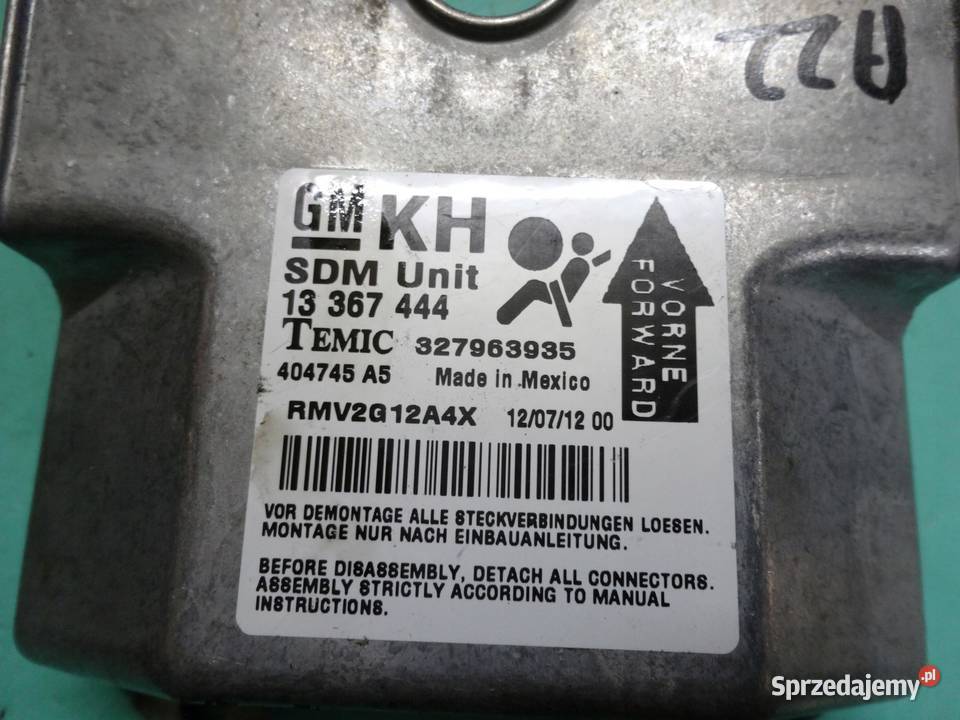 A22
GM KH
SDM Unit
13 367 444
TEMIC 327963935
404745 A5 Made in Mexico
RMV2G12A4X 12/07/12 00
VORNE
FORWARD
VOR DEMONTAGE ALLE STECKVERBINDUNGEN LOESEN.
MONTAGE NUR NACH EINBAUANLEITUNG.
BEFORE DISASSEMBLY, DETACH ALL CONNECTORS.
ASSEMBLY STRICTLY ACCORDING TO MANUAL
INSTRUCTIONS.
Sprzedajemy.pl